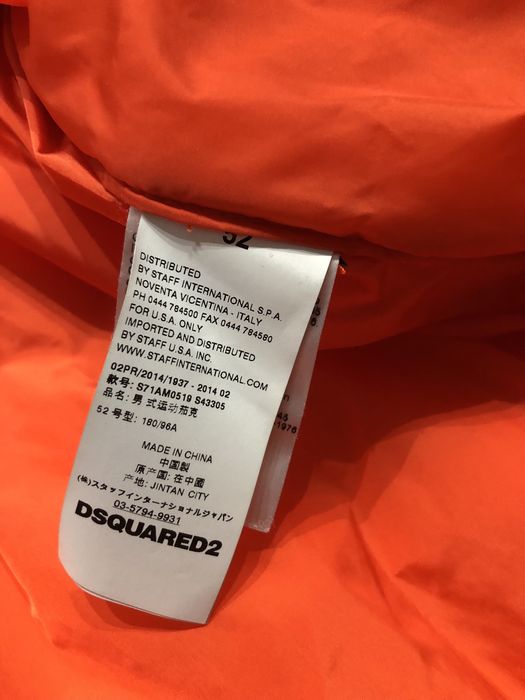 52
DISTRIBUTED
BY STAFF INTERNATIONAL S.P.A.
NOVENTA VICENTINA - ITALY
PH 0444 784500 FAX 0444 784580
FOR U.S.A. ONLY
IMPORTED AND DISTRIBUTED
BY STAFF U.S.A. INC.
WWW.STAFFINTERNATIONAL.COM
02PR/2014/1937 - 2014 02
款号: S71AM0519 S43305
品名: 男式运动茄克
52 号型: 180/96A
MADE IN CHINA
中国製
原产国: 在中國
产地: JINTAN CITY
(株)スタッフインターナショナルジャパン
03-5794-9931
DSQUARED2